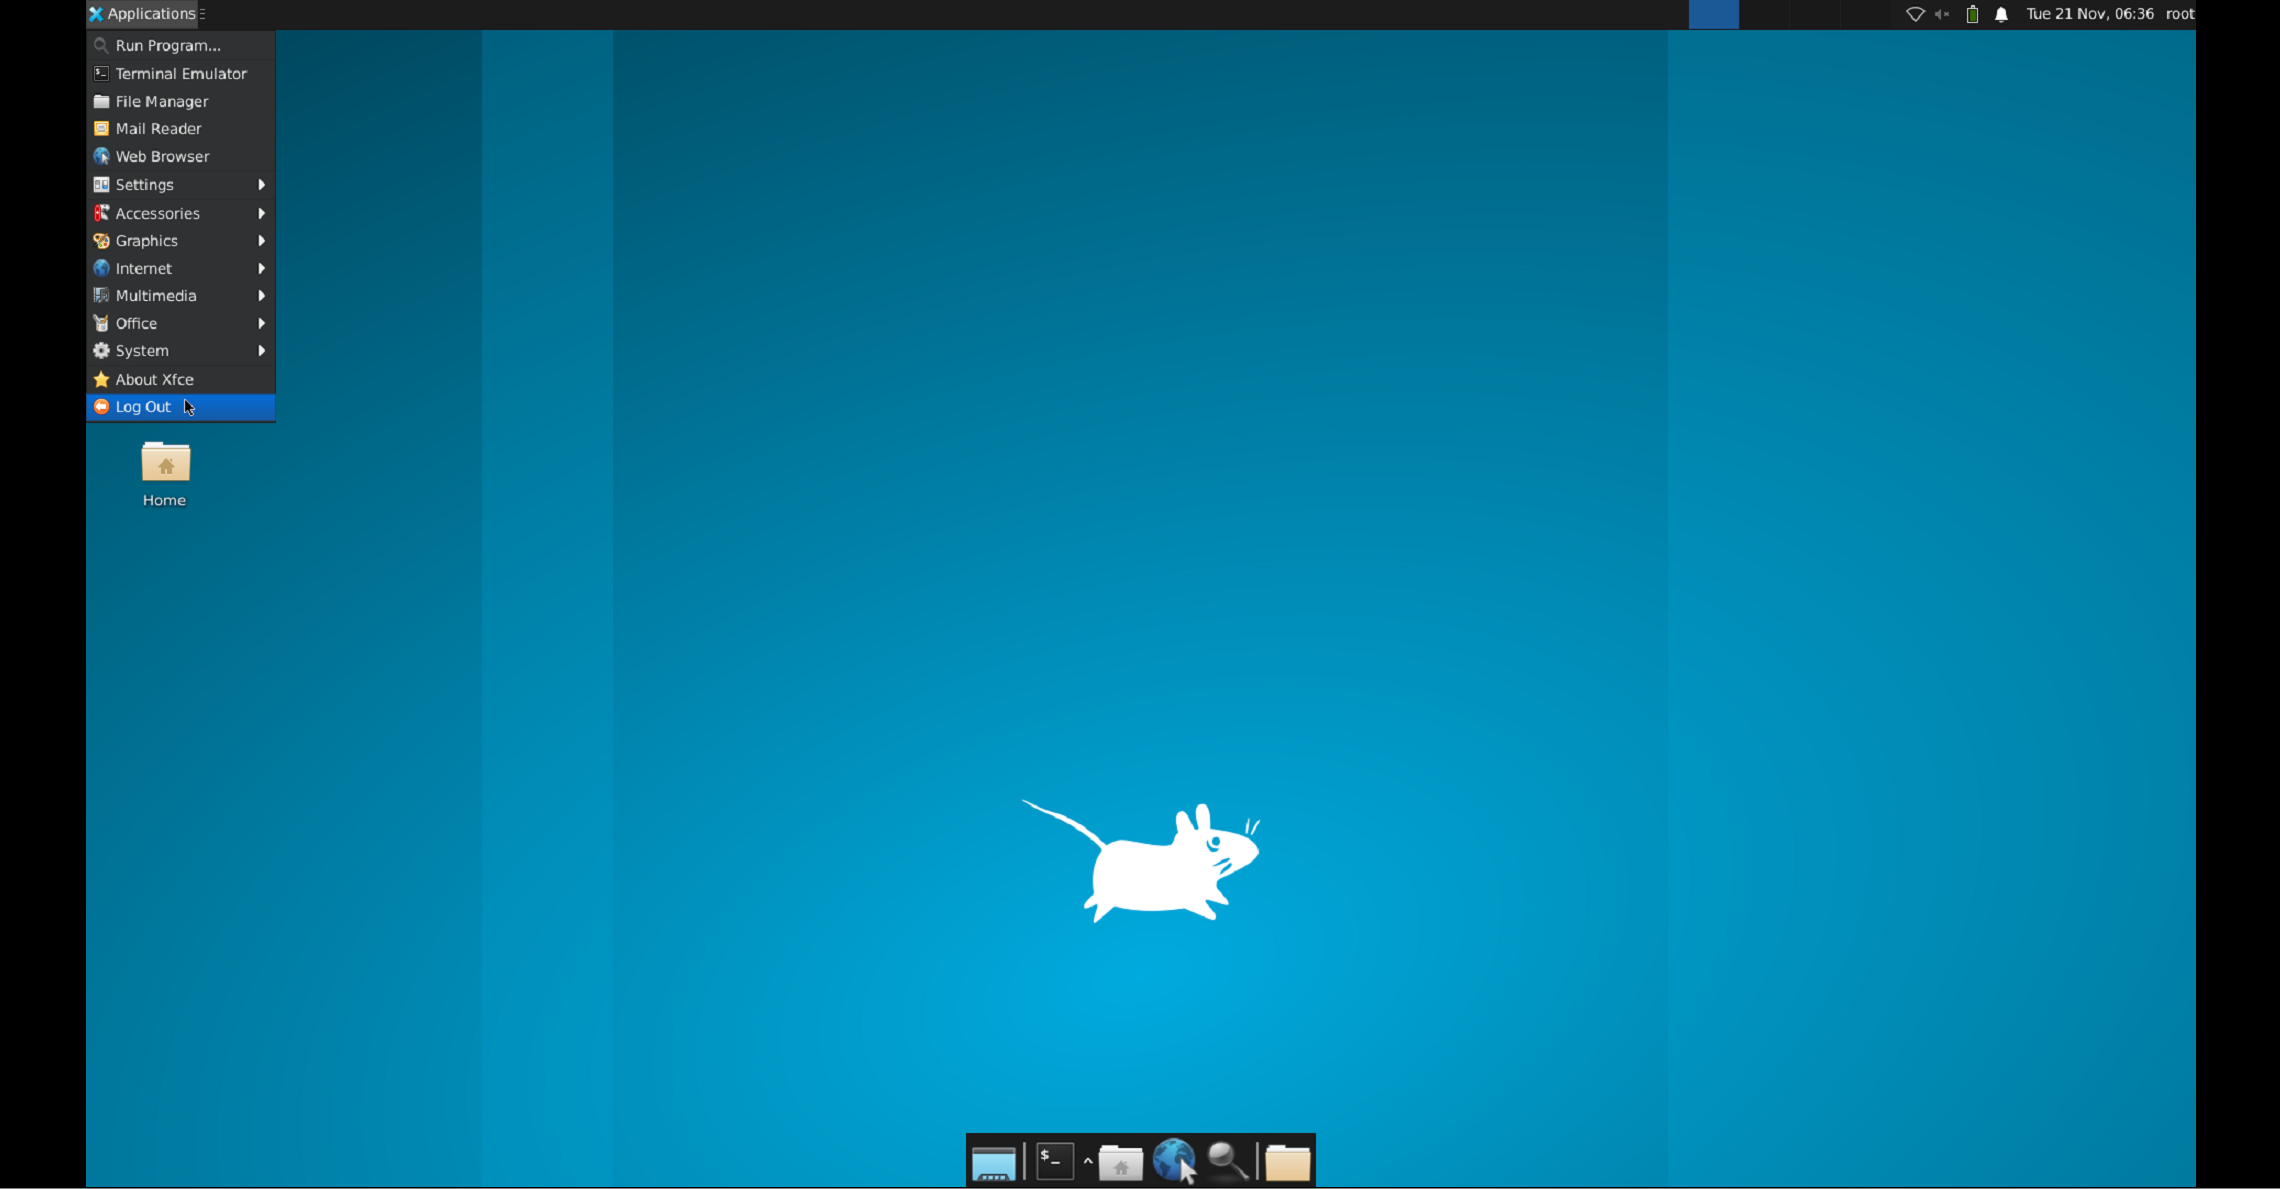 Applications Tue 21 Nov, 06:36 root
Run Program...
Terminal Emulator
File Manager
Mail Reader
Web Browser
Settings
Accessories
Graphics
Internet
Multimedia
Office
System
About Xfce
Log Out
Home
$_